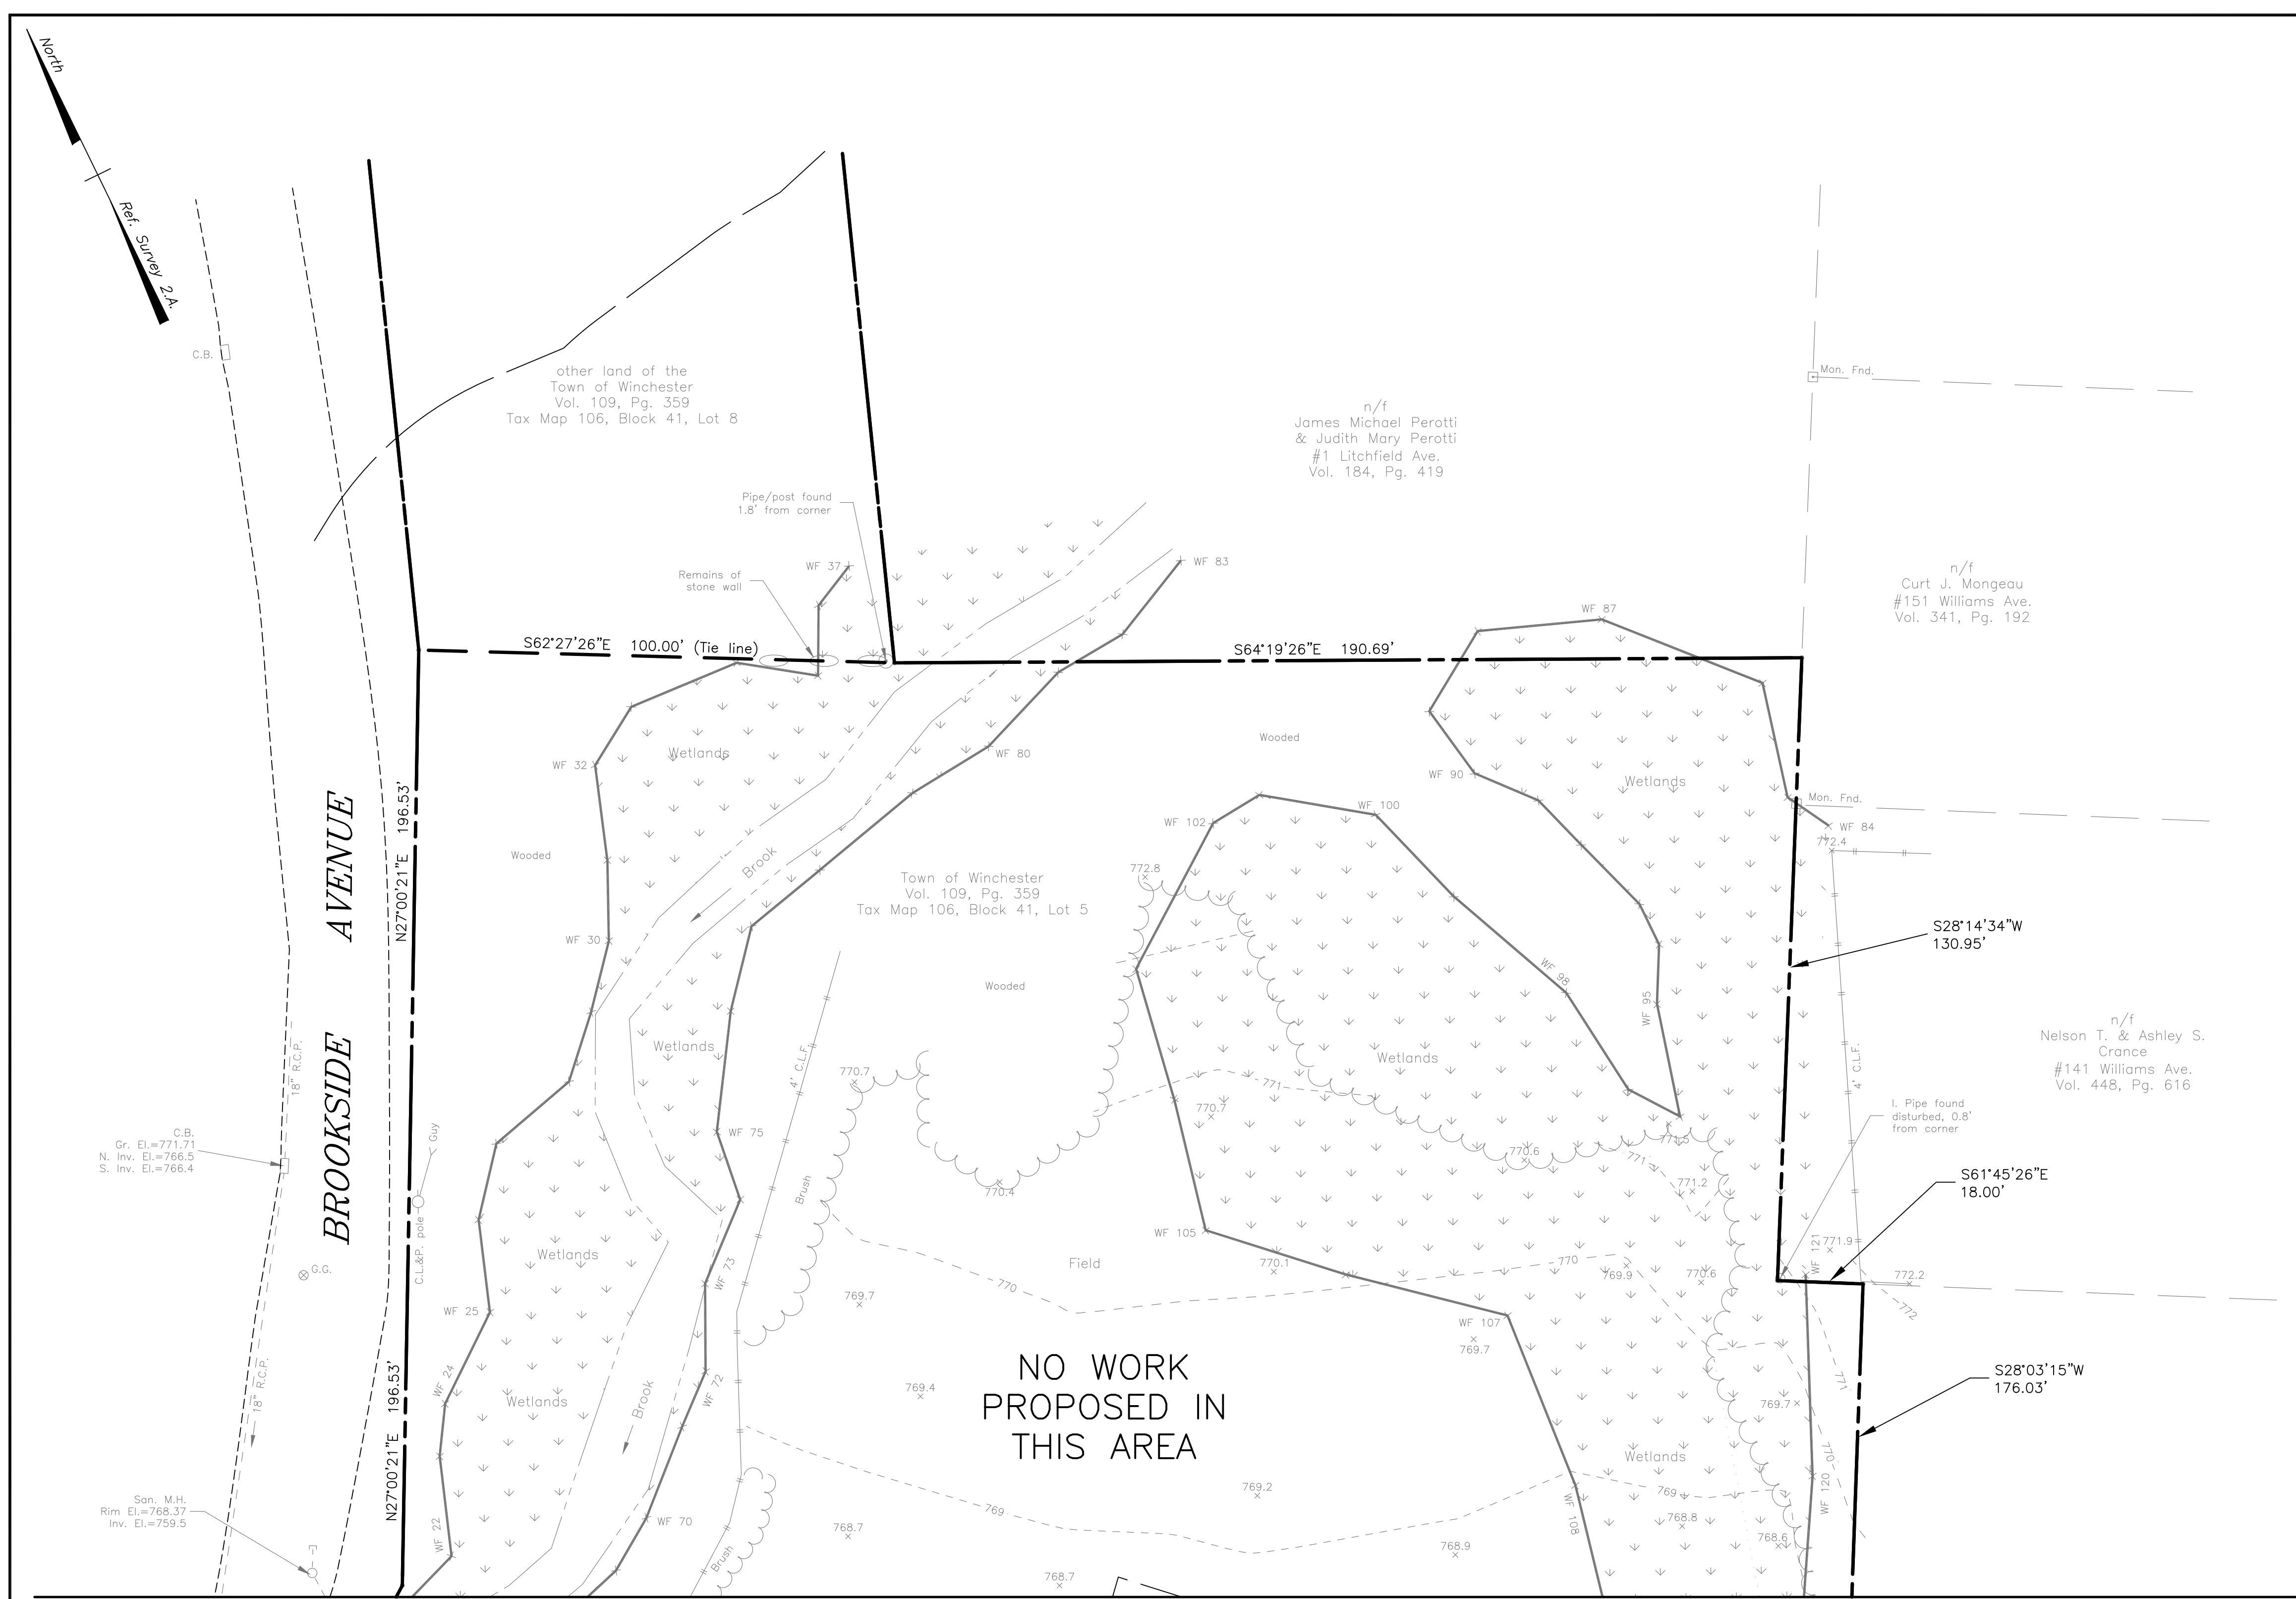 North
Ref. Survey 2.A.
C.B.
other land of the
Town of Winchester
Vol. 109, Pg. 359
Tax Map 106, Block 41, Lot 8
n/f
James Michael Perotti
& Judith Mary Perotti
#1 Litchfield Ave.
Vol. 184, Pg. 419
Mon. Fnd.
Pipe/post found
1.8' from corner
Remains of
stone wall
WF 37
WF 83
n/f
Curt J. Mongeau
#151 Williams Ave.
Vol. 341, Pg. 192
WF 87
S62°27'26"E 100.00' (Tie line)
S64°19'26"E 190.69'
Wetlands
WF 32
WF 80
Wooded
WF 90
Wetlands
Mon. Fnd.
WF 84
772.4
WF 100
WF 102
BROOKSIDE AVENUE
N27°00'21"E 196.53'
Wooded
Brook
772.8
Town of Winchester
Vol. 109, Pg. 359
Tax Map 106, Block 41, Lot 5
WF 30
S28°14'34"W
130.95'
Wooded
WF 98
WF 95
Wetlands
Wetlands
4' C.L.F.
770.7
771
770.7
n/f
Nelson T. & Ashley S.
Crance
#141 Williams Ave.
Vol. 448, Pg. 616
4' C.L.F.
I. Pipe found
disturbed, 0.8'
from corner
18" R.C.P.
C.B.
Gr. El.=771.71
N. Inv. El.=766.5
S. Inv. El.=766.4
Guy
C.L.&P. pole
WF 75
771.5
770.6
771
771.2
770.4
Brush
S61°45'26"E
18.00'
WF 105
Wetlands
G.G.
WF 73
Field
770.1
770
770
769.9
770.6
WF 121
771.9
772.2
772
WF 25
769.7
WF 107
769.7
NO WORK
PROPOSED IN
THIS AREA
S28°03'15"W
176.03'
WF 24
WF 72
769.4
Wetlands
Brook
18" R.C.P.
N27°00'21"E 196.53'
769.7
771
770
Wetlands
San. M.H.
Rim El.=768.37
Inv. El.=759.5
WF 22
WF 70
Brush
768.7
769
769.2
768.9
768.7
WF 108
769
768.8
768.6
WF 120